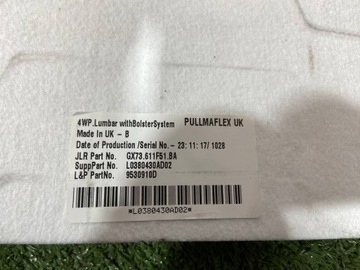 4WP.Lumbar withBolsterSystem PULLMAFLEX UK
Made In UK - B
Date of Production /Serial No.- 23: 11: 17/ 1028
JLR Part No. GX73.611F51.BA
SuppPart No. L0380430AD02
L&P PartNo. 9530910D
*L0380430AD02*